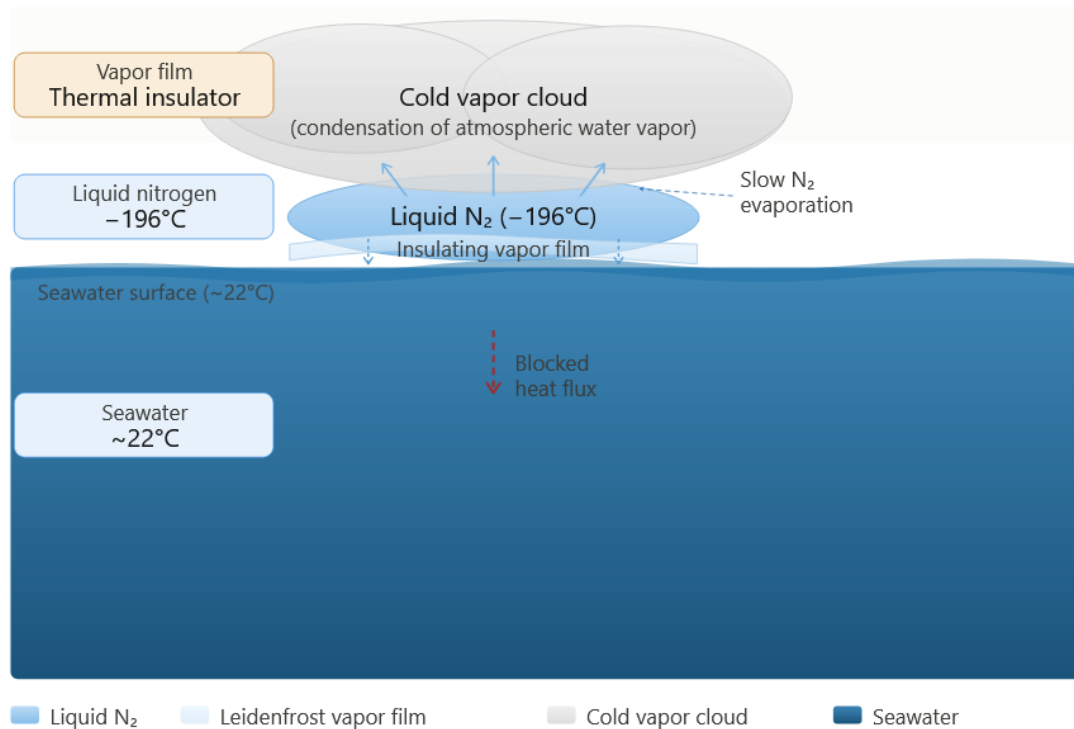 Vapor film
Thermal insulator
Cold vapor cloud
(condensation of atmospheric water vapor)
Liquid nitrogen
−196°C
Slow N₂
evaporation
Liquid N₂ (−196°C)
Insulating vapor film
Seawater surface (~22°C)
Blocked
heat flux
Seawater
~22°C
Liquid N₂
Leidenfrost vapor film
Cold vapor cloud
Seawater